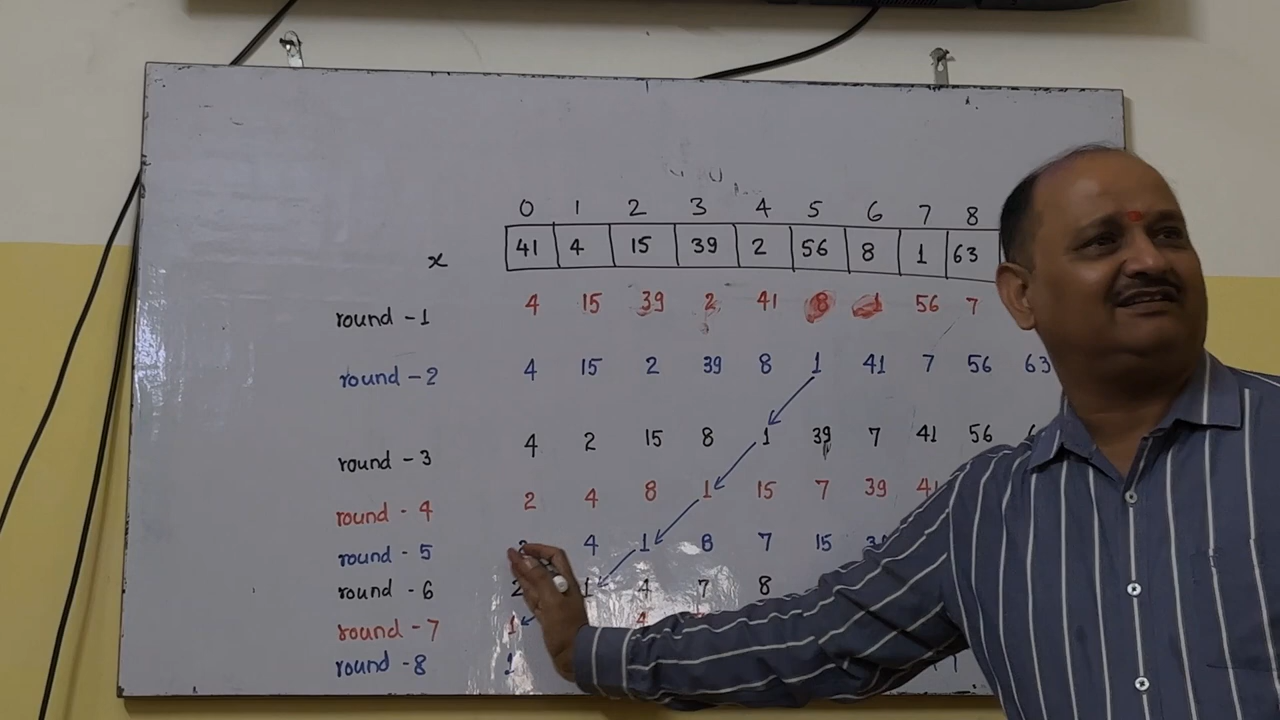 0 1 2 3 4 5 6 7 8
x 41 4 15 39 2 56 8 1 63
round - 1 4 15 39 2 41 8 1 56 7
round - 2 4 15 2 39 8 1 41 7 56 63
round - 3 4 2 15 8 1 39 7 41 56
round - 4 2 4 8 1 15 7 39 41
round - 5 4 1 8 7 15
round - 6 2 1 4 7 8
round - 7 1 4
round - 8 1